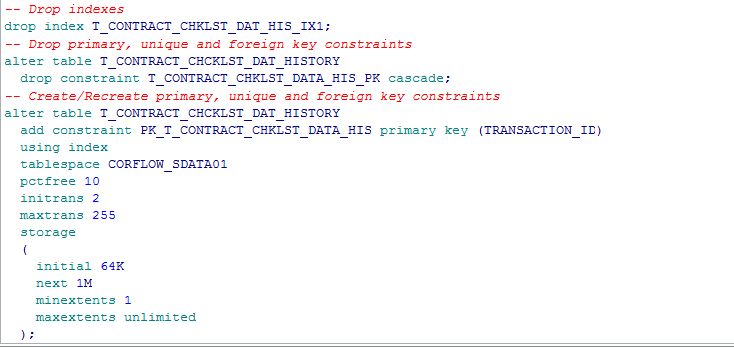 -- Drop indexes
drop index T_CONTRACT_CHKLST_DAT_HIS_IX1;
-- Drop primary, unique and foreign key constraints
alter table T_CONTRACT_CHCKLST_DAT_HISTORY
  drop constraint T_CONTRACT_CHKLST_DATA_HIS_PK cascade;
-- Create/Recreate primary, unique and foreign key constraints
alter table T_CONTRACT_CHCKLST_DAT_HISTORY
  add constraint PK_T_CONTRACT_CHKLST_DATA_HIS primary key (TRANSACTION_ID)
  using index
  tablespace CORFLOW_SDATA01
  pctfree 10
  initrans 2
  maxtrans 255
  storage
  (
    initial 64K
    next 1M
    minextents 1
    maxextents unlimited
  );